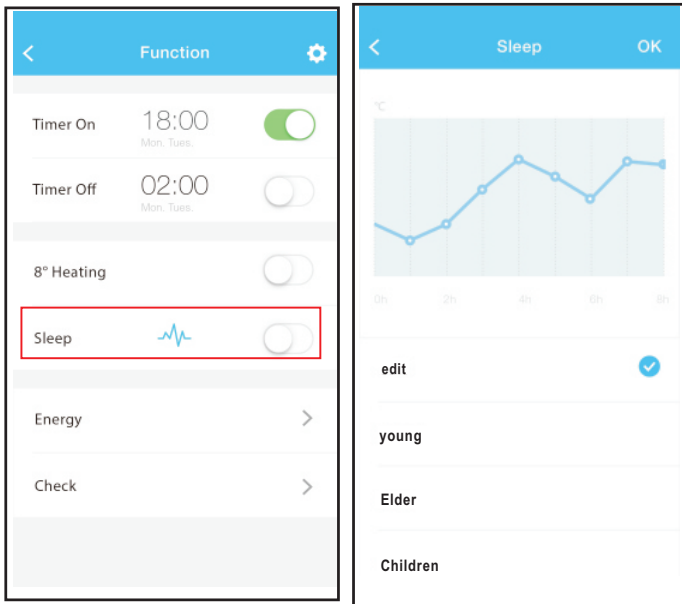 Function
Timer On 18:00
Mon. Tues.
Timer Off 02:00
Mon. Tues.
8° Heating
Sleep
Energy
Check
Sleep OK
°C
0h 2h 4h 6h 8h
edit
young
Elder
Children